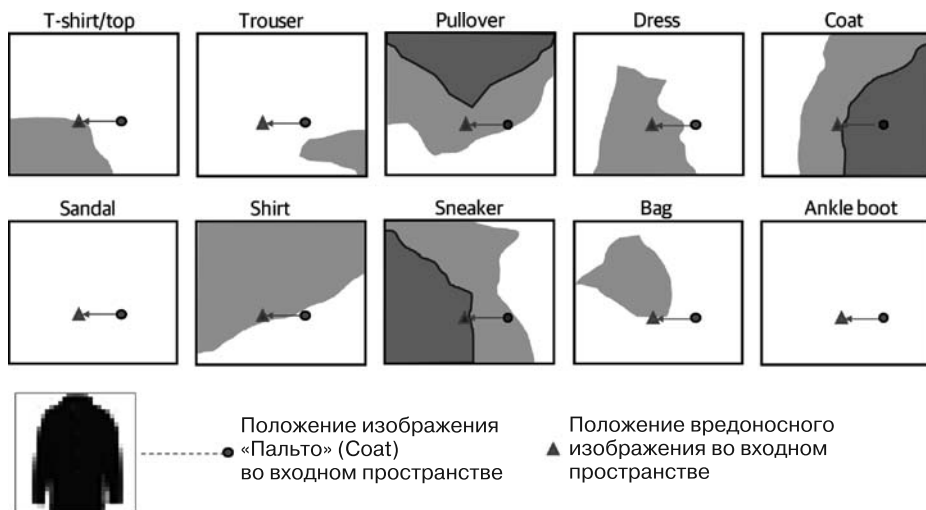 T-shirt/top Trouser Pullover Dress Coat
Sandal Shirt Sneaker Bag Ankle boot
Положение изображения
«Пальто» (Coat)
во входном пространстве
Положение вредоносного
изображения во входном
пространстве